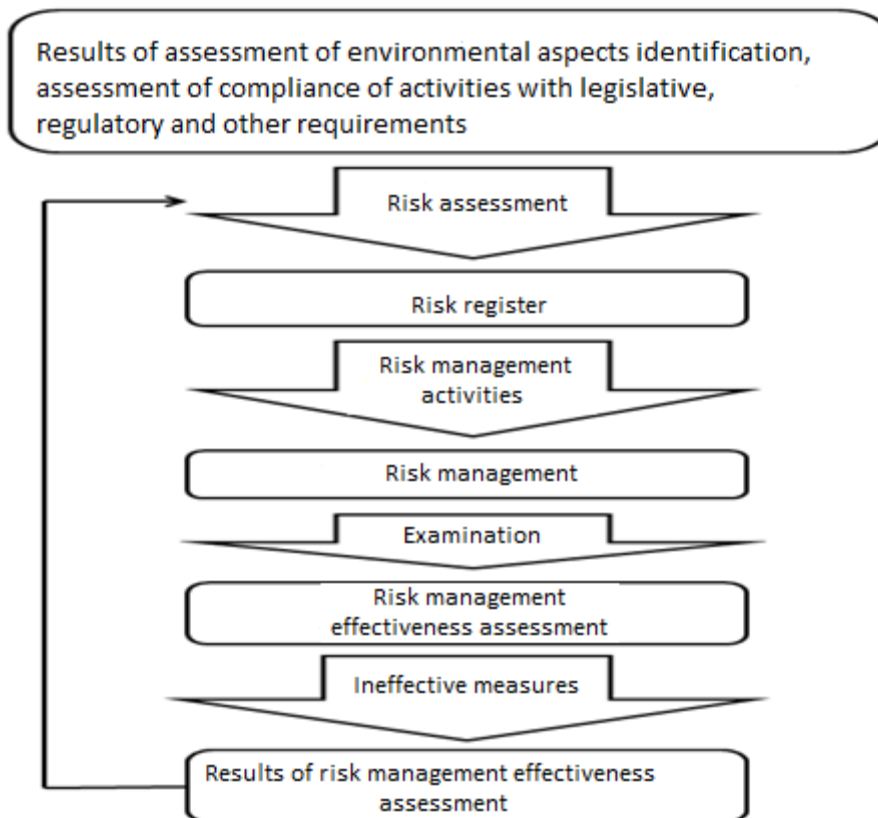 Results of assessment of environmental aspects identification,
assessment of compliance of activities with legislative,
regulatory and other requirements
Risk assessment
Risk register
Risk management
activities
Risk management
Examination
Risk management
effectiveness assessment
Ineffective measures
Results of risk management effectiveness
assessment